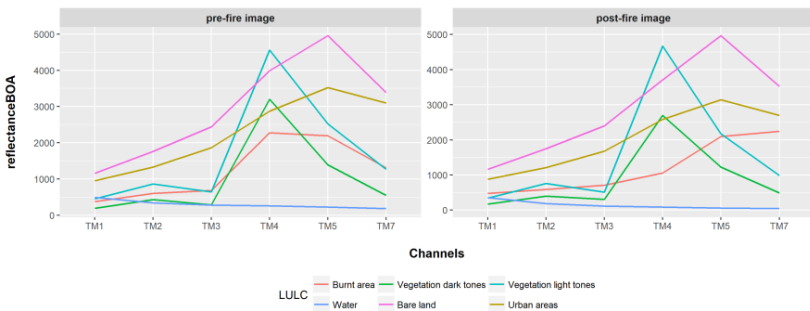 pre-fire image
post-fire image
reflectanceBOA
5000
4000
3000
2000
1000
0
5000
4000
3000
2000
1000
0
TM1 TM2 TM3 TM4 TM5 TM7
TM1 TM2 TM3 TM4 TM5 TM7
Channels
LULC
Burnt area Vegetation dark tones Vegetation light tones
Water Bare land Urban areas